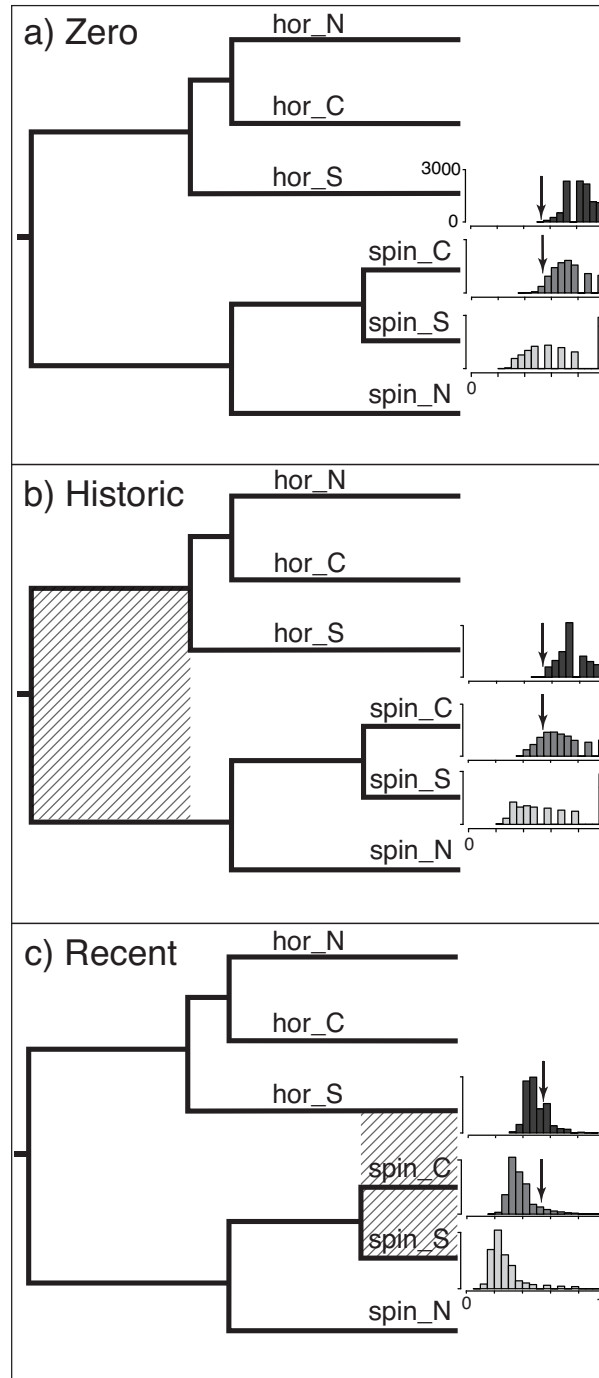 a) Zero
hor_N
hor_C
hor_S
3000
0
spin_C
spin_S
0
spin_N
b) Historic
hor_N
hor_C
hor_S
spin_C
spin_S
0
spin_N
c) Recent
hor_N
hor_C
hor_S
spin_C
spin_S
0
spin_N